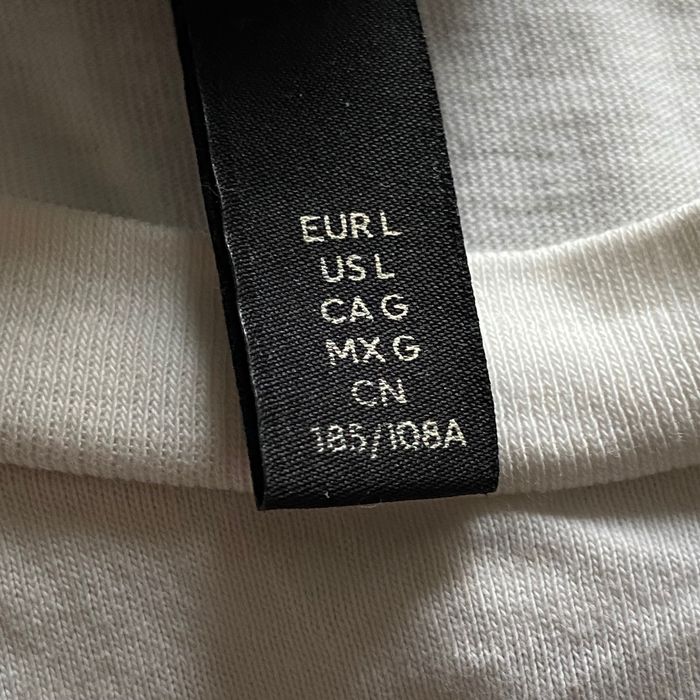 EUR L
US L
CA G
MX G
CN
185/108A